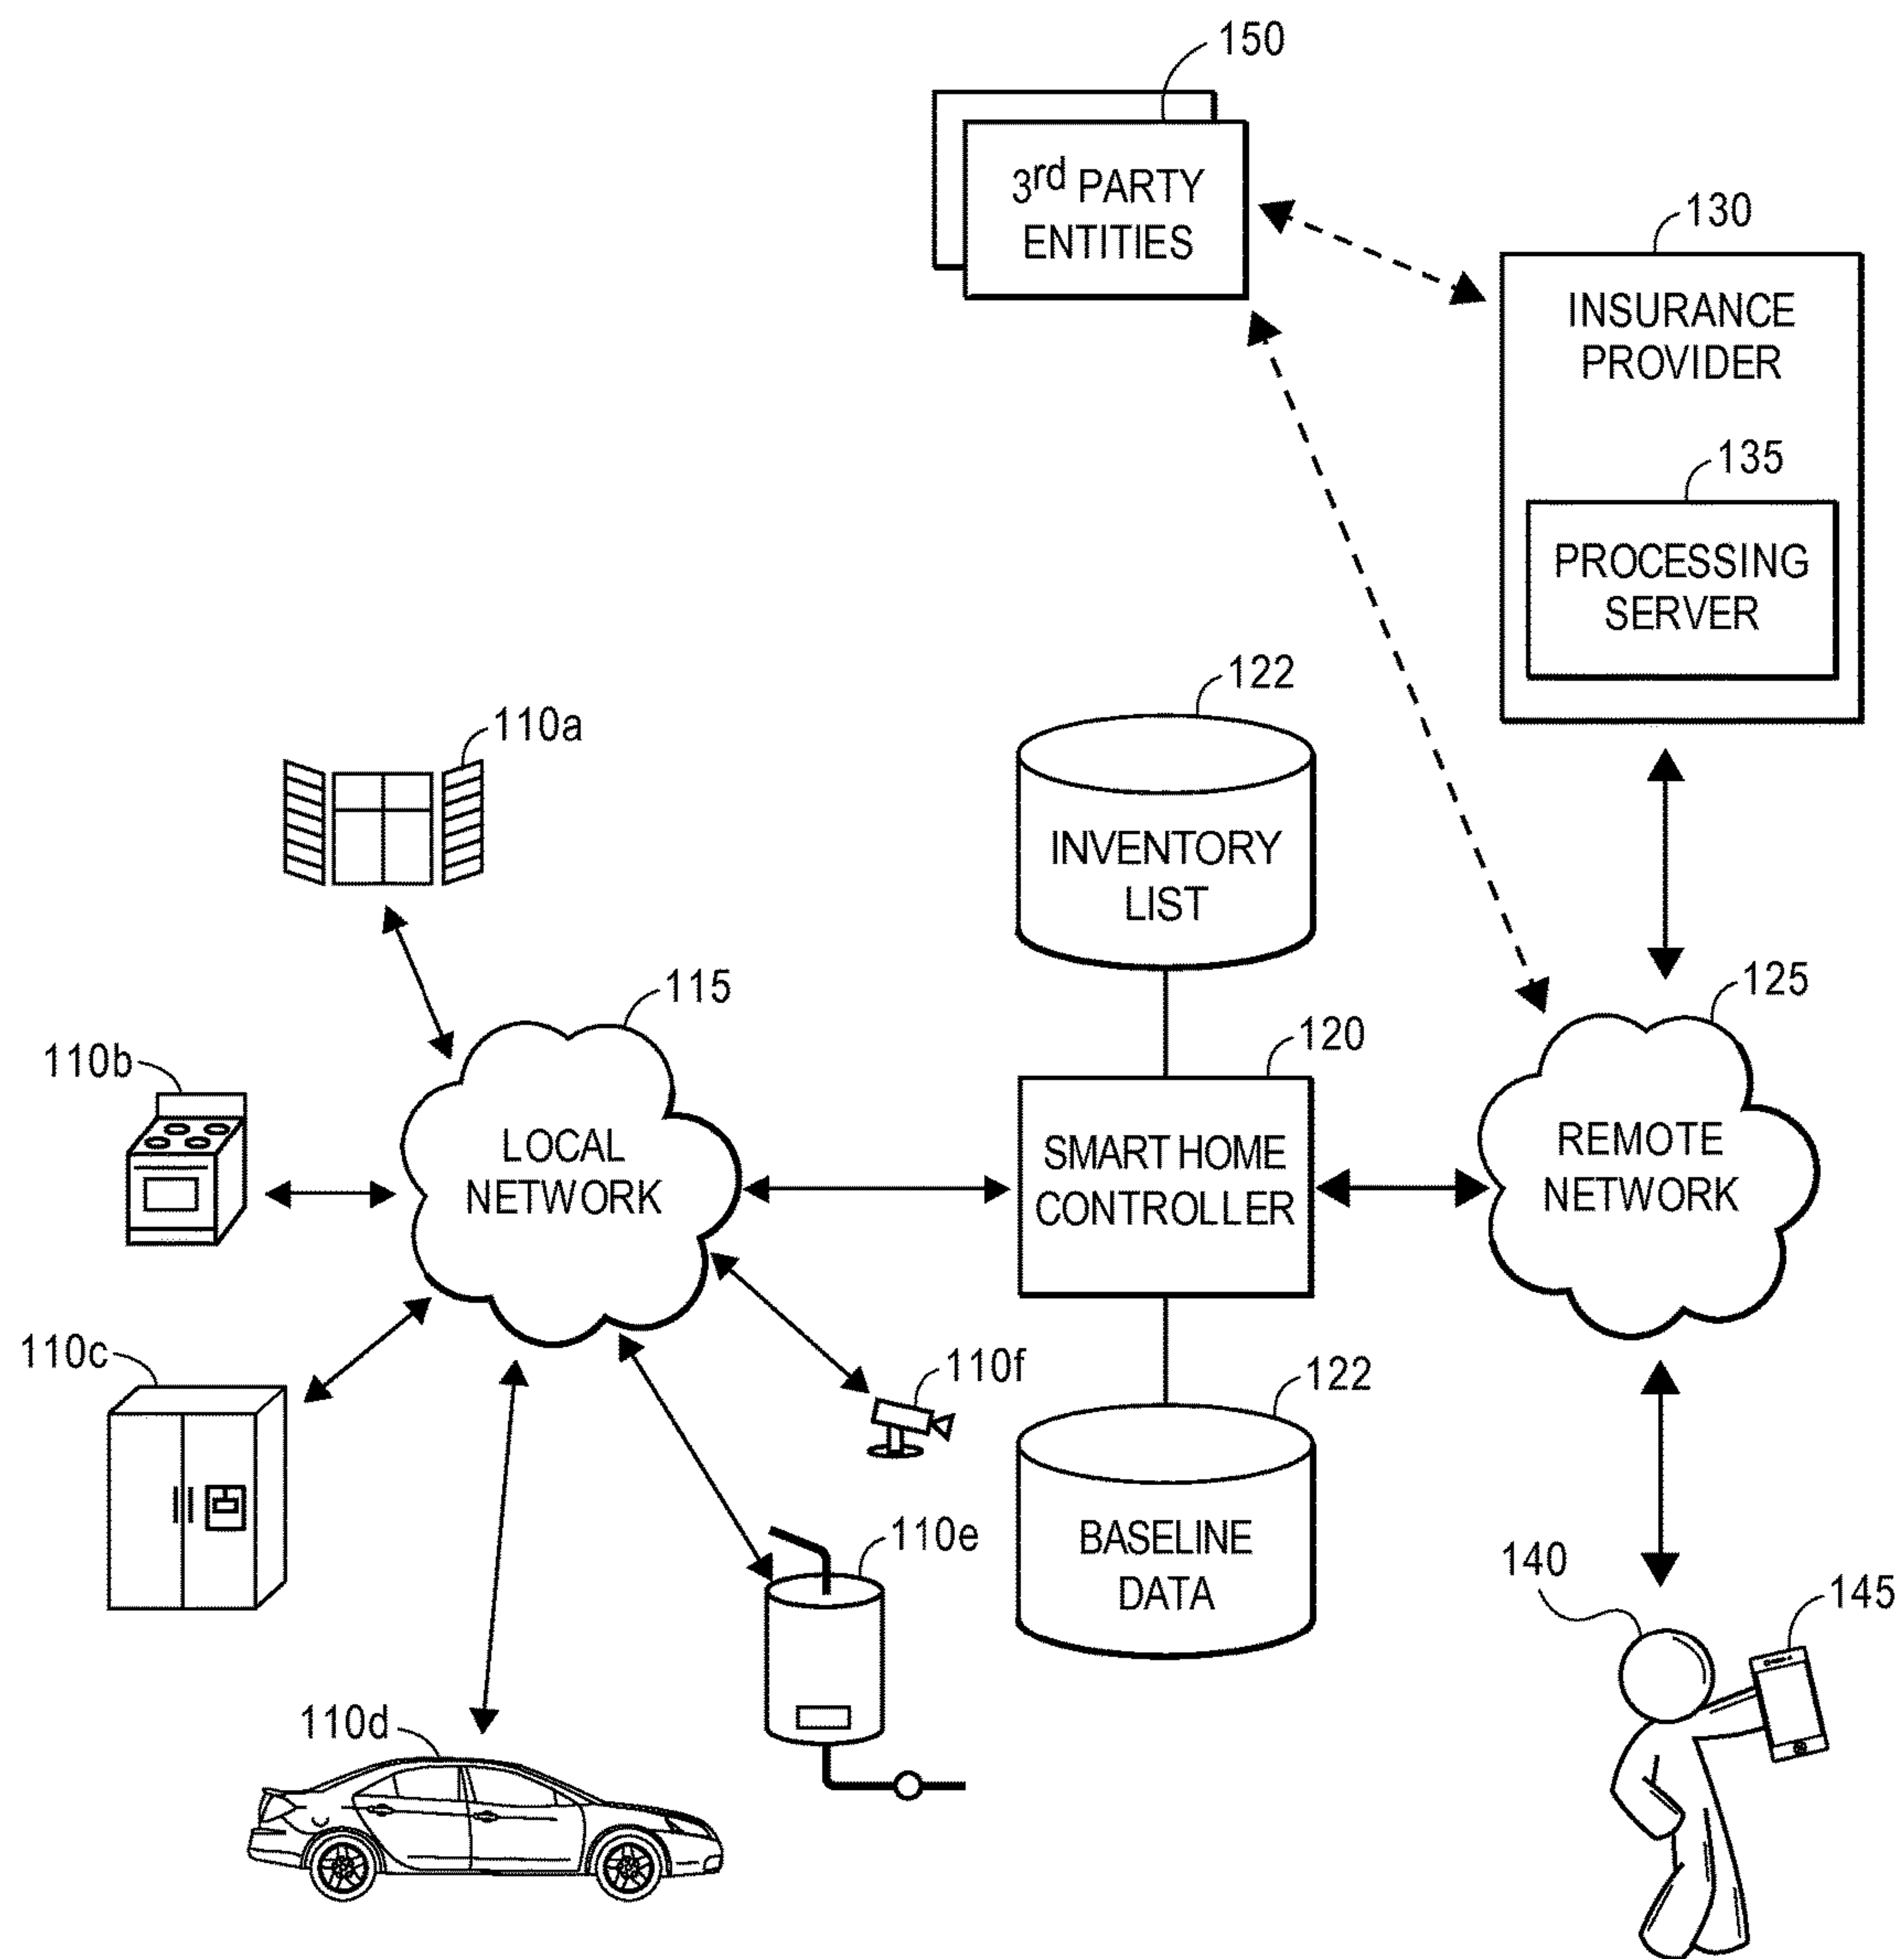 150
3rd PARTY
ENTITIES
130
INSURANCE
PROVIDER
135
PROCESSING
SERVER
122
INVENTORY
LIST
110a
115
LOCAL
NETWORK
110b
110c
110d
110e
110f
120
SMART HOME
CONTROLLER
125
REMOTE
NETWORK
122
BASELINE
DATA
140
145